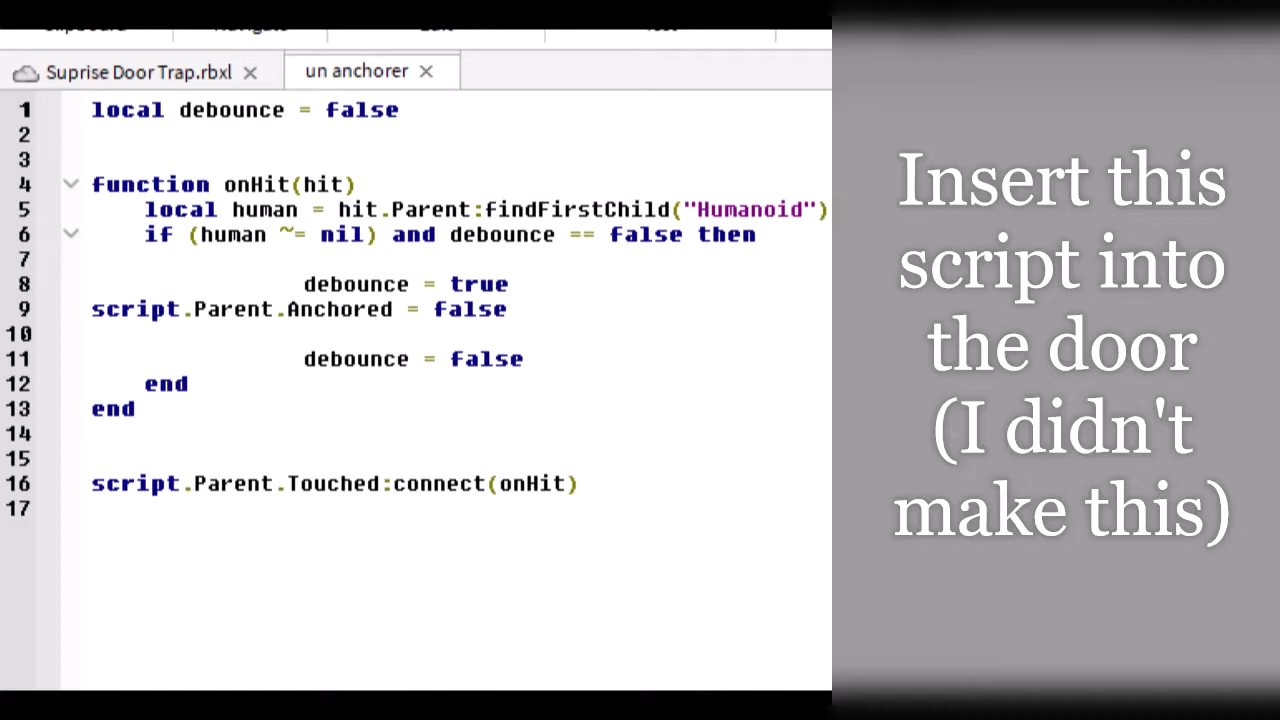 Suprise Door Trap.rbxl
un anchorer
1 local debounce = false
2
3
4 function onHit(hit)
5 local human = hit.Parent:findFirstChild("Humanoid")
6 if (human ~= nil) and debounce == false then
7
8 debounce = true
9 script.Parent.Anchored = false
10
11 debounce = false
12 end
13 end
14
15
16 script.Parent.Touched:connect(onHit)
17
Insert this
script into
the door
(I didn't
make this)